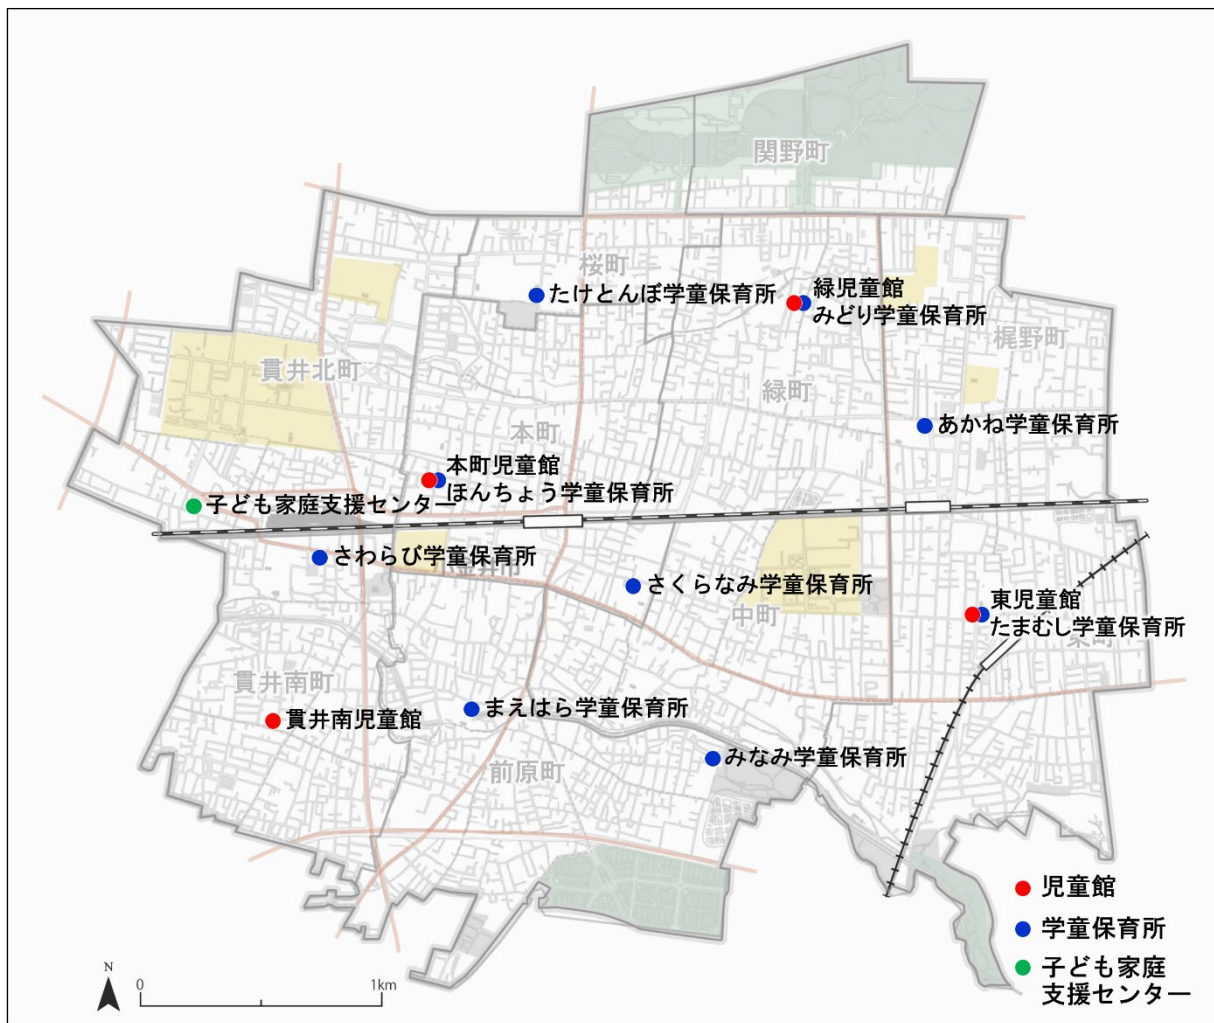 関野町
桜町
たけとんぼ学童保育所
緑児童館
みどり学童保育所
梶野町
貫井北町
緑町
本町
あかね学童保育所
本町児童館
ほんちょう学童保育所
子ども家庭支援センター
さわらび学童保育所
さくらなみ学童保育所
中町
東児童館
たまむし学童保育所
貫井南町
貫井南児童館
まえはら学童保育所
みなみ学童保育所
前原町
児童館
学童保育所
子ども家庭
支援センター
N
0
1km